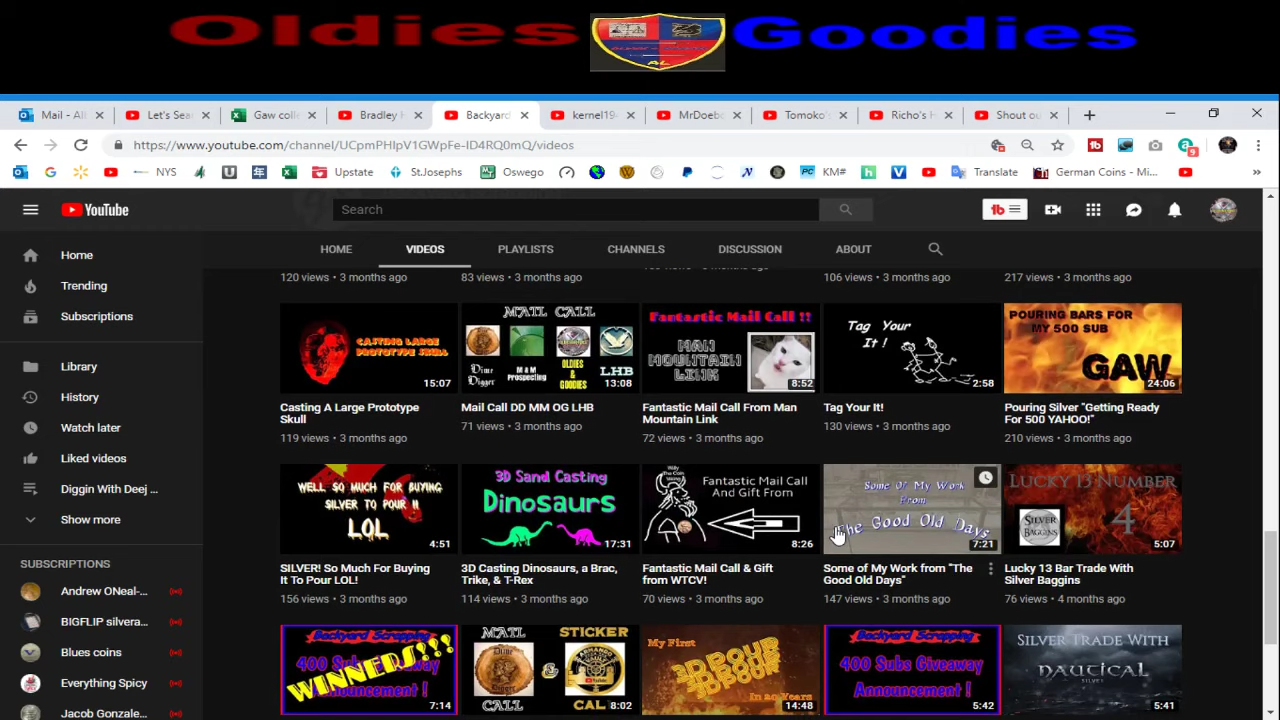 Oldies
Goodies
AL
Mail - All
Let's Sea
Gaw coll
Bradley H
Backyard
kernel19
MrDoeb
Tomoko's
Richo's H
Shout ou
https://www.youtube.com/channel/UCpmPHIpV1GWpFe-ID4RQ0mQ/videos
NYS
Upstate
St.Josephs
Oswego
KM#
Translate
German Coins - Mi...
YouTube
Search
Home
Trending
Subscriptions
Library
History
Watch later
Liked videos
Diggin With Deej ...
Show more
SUBSCRIPTIONS
Andrew ONeal-...
BIGFLIP silvera...
Blues coins
Everything Spicy
Jacob Gonzale...
HOME
VIDEOS
PLAYLISTS
CHANNELS
DISCUSSION
ABOUT
120 views • 3 months ago
83 views • 3 months ago
106 views • 3 months ago
217 views • 3 months ago
CASTING LARGE
PROTOTYPE
SKULL
15:07
MAIL CALL
Dime
Digger
M & M
Prospecting
OLDIES
&
GOODIES
LHB
13:08
Fantastic Mail Call !!
MAN
MOUNTAIN
LINK
8:52
Tag Your
It !
2:58
POURING BARS FOR
MY 500 SUB
GAW
24:06
Casting A Large Prototype
Skull
119 views • 3 months ago
Mail Call DD MM OG LHB
71 views • 3 months ago
Fantastic Mail Call From Man
Mountain Link
72 views • 3 months ago
Tag Your It!
130 views • 3 months ago
Pouring Silver "Getting Ready
For 500 YAHOO!"
210 views • 3 months ago
WELL SO MUCH FOR BUYING
SILVER TO POUR !!
LOL
4:51
3D Sand Casting
Dinosaurs
17:31
Willy
The Coin
Viking
Fantastic Mail Call
And Gift From
8:26
Some of My Work
From
The Good Old Days
7:21
LUCKY 13 NUMBER
4
SILVER
BAGGINS
5:07
SILVER! So Much For Buying
It To Pour LOL!
156 views • 3 months ago
3D Casting Dinosaurs, a Brac,
Trike, & T-Rex
114 views • 3 months ago
Fantastic Mail Call & Gift
from WTCV!
70 views • 3 months ago
Some of My Work from "The
Good Old Days"
147 views • 3 months ago
Lucky 13 Bar Trade With
Silver Baggins
76 views • 4 months ago
Backyard Scrappin
400 Subs Giveaway
Announcement !
WINNERS!!!
7:14
MAIL
CALL
Dime
Digger
&
STICKER
CAL
8:02
My First
3D POUR
In 20 Years
14:48
Backyard Scrappin
400 Subs Giveaway
Announcement !
5:42
SILVER TRADE WITH
NAUTICAL
SILVER
5:41